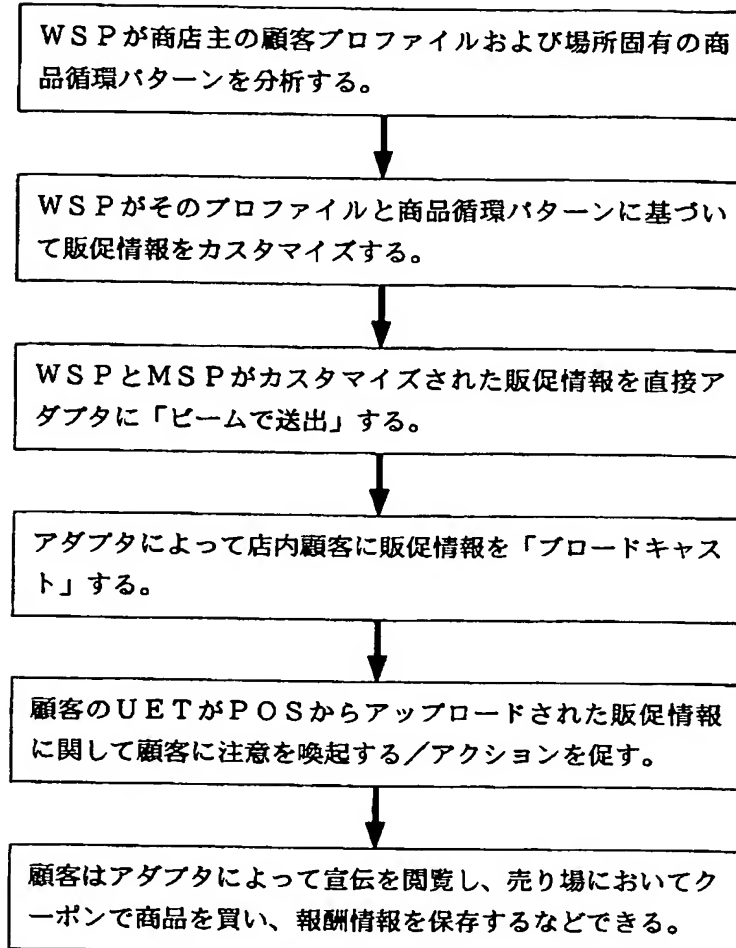 ＷＳＰが商店主の顧客プロファイルおよび場所固有の商
品循環パターンを分析する。
ＷＳＰがそのプロファイルと商品循環パターンに基づい
て販促情報をカスタマイズする。
ＷＳＰとＭＳＰがカスタマイズされた販促情報を直接ア
ダプタに「ビームで送出」する。
アダプタによって店内顧客に販促情報を「ブロードキャス
ト」する。
顧客のＵＥＴがＰＯＳからアップロードされた販促情報
に関して顧客に注意を喚起する／アクションを促す。
顧客はアダプタによって宣伝を閲覧し、売り場においてク
ーポンで商品を買い、報酬情報を保存するなどできる。